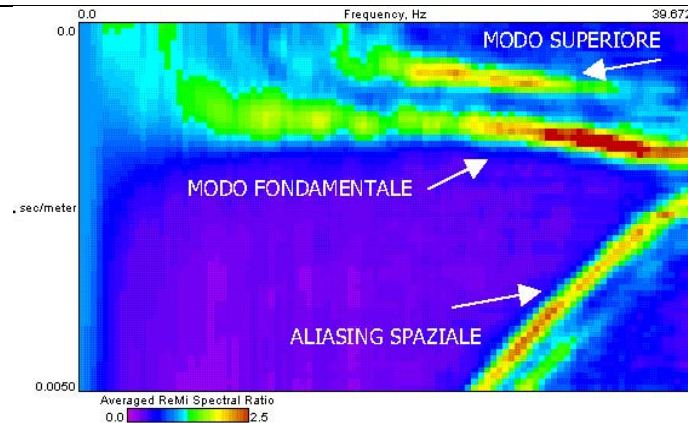 0.0 Frequency, Hz 39.672
0.0
MODO SUPERIORE
MODO FONDAMENTALE
, sec/meter
ALIASING SPAZIALE
0.0050
Averaged ReMi Spectral Ratio
0.0 2.5